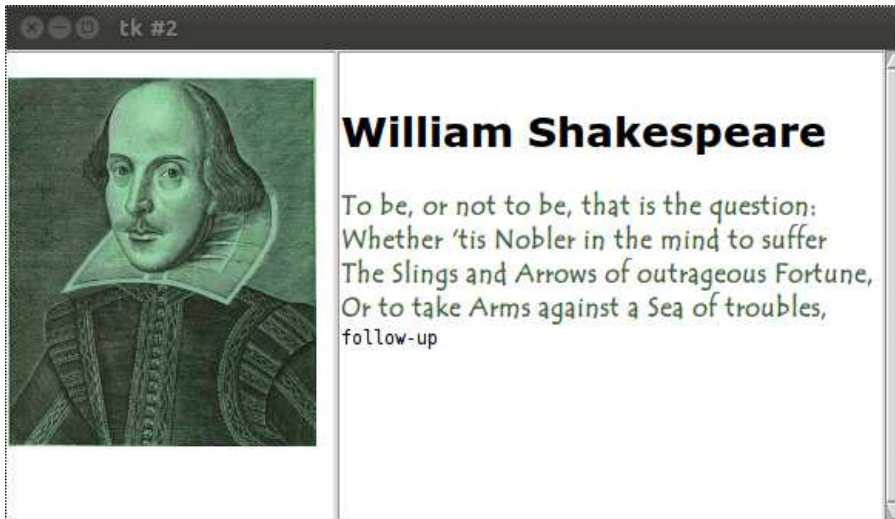 tk #2
William Shakespeare
To be, or not to be, that is the question:
Whether ‘tis Nobler in the mind to suffer
The Slings and Arrows of outrageous Fortune,
Or to take Arms against a Sea of troubles,
follow-up